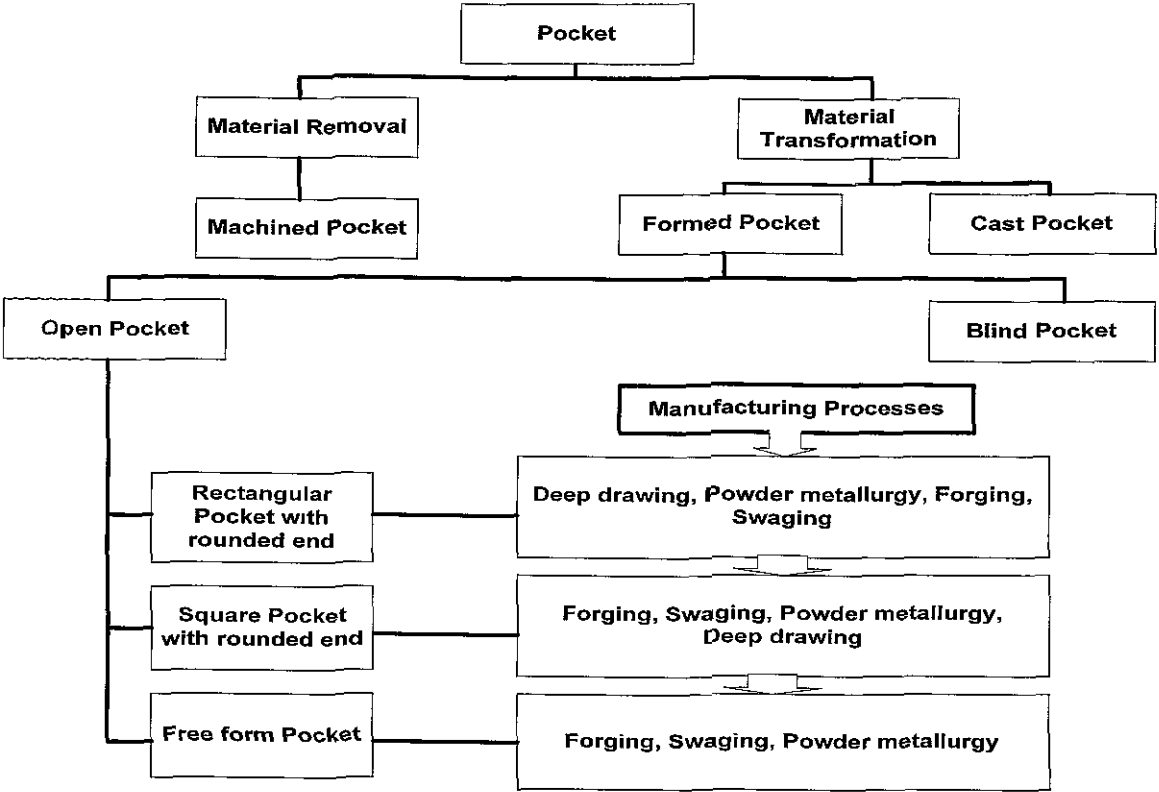 Pocket
Material Removal
Material
Transformation
Machined Pocket
Formed Pocket
Cast Pocket
Open Pocket
Blind Pocket
Manufacturing Processes
Rectangular
Pocket with
rounded end
Deep drawing, Powder metallurgy, Forging,
Swaging
Square Pocket
with rounded end
Forging, Swaging, Powder metallurgy,
Deep drawing
Free form Pocket
Forging, Swaging, Powder metallurgy